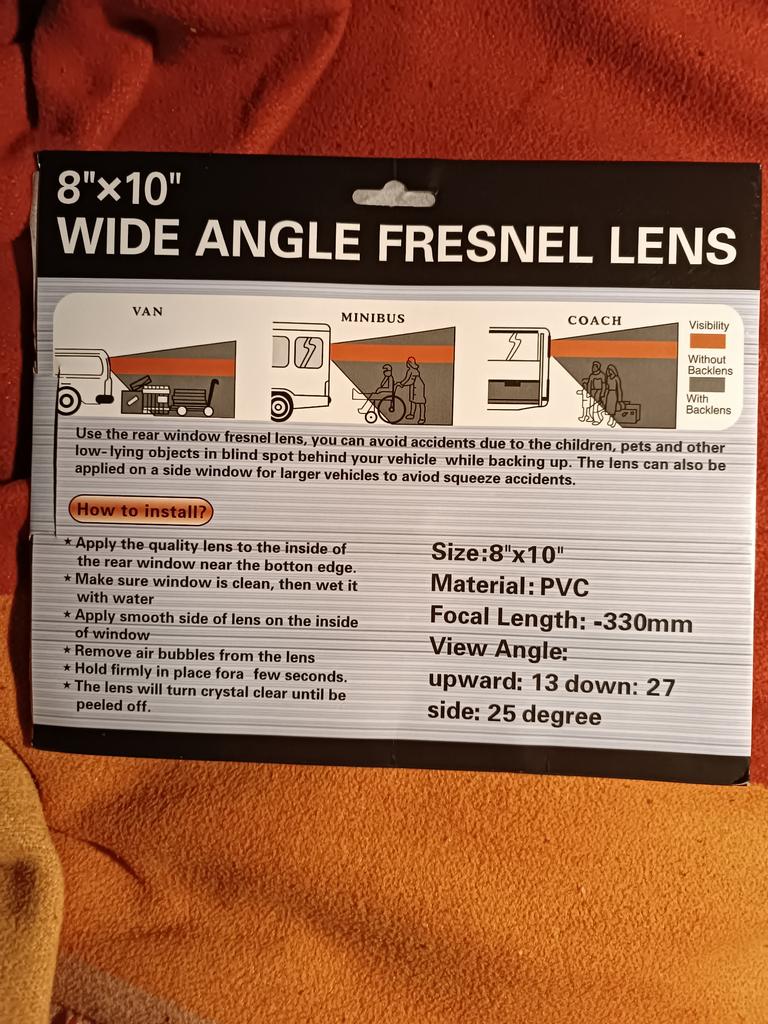 8"×10"
WIDE ANGLE FRESNEL LENS
VAN
MINIBUS
COACH
Visibility
Without
Backlens
With
Backlens
Use the rear window fresnel lens, you can avoid accidents due to the children, pets and other
low-lying objects in blind spot behind your vehicle while backing up. The lens can also be
applied on a side window for larger vehicles to aviod squeeze accidents.
How to install?
★ Apply the quality lens to the inside of
the rear window near the botton edge.
★ Make sure window is clean, then wet it
with water
★ Apply smooth side of lens on the inside
of window
★ Remove air bubbles from the lens
★ Hold firmly in place fora few seconds.
★ The lens will turn crystal clear until be
peeled off.
Size:8"x10"
Material: PVC
Focal Length: -330mm
View Angle:
upward: 13 down: 27
side: 25 degree